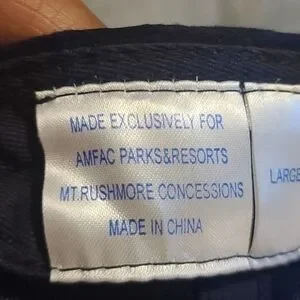 MADE EXCLUSIVELY FOR
AMFAC PARKS&RESORTS
MT.RUSHMORE CONCESSIONS
MADE IN CHINA
LARGE